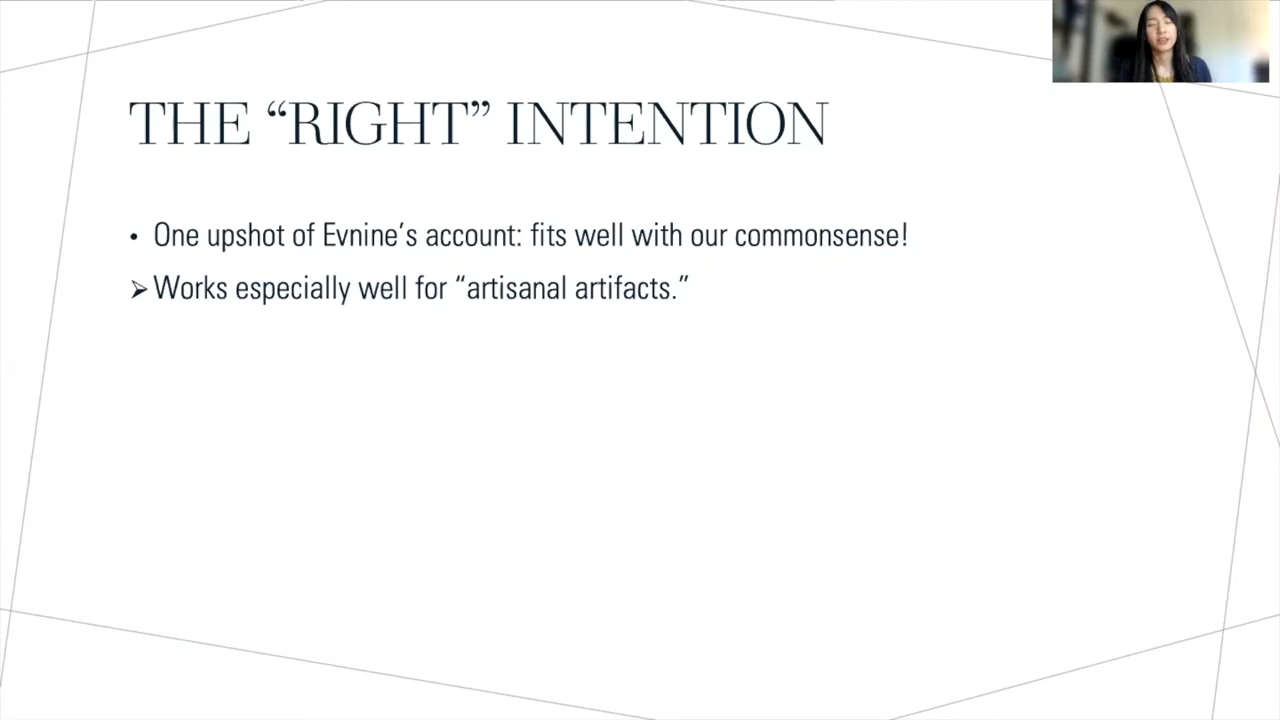 THE “RIGHT” INTENTION
• One upshot of Evnine’s account: fits well with our commonsense!
➢ Works especially well for “artisanal artifacts.”